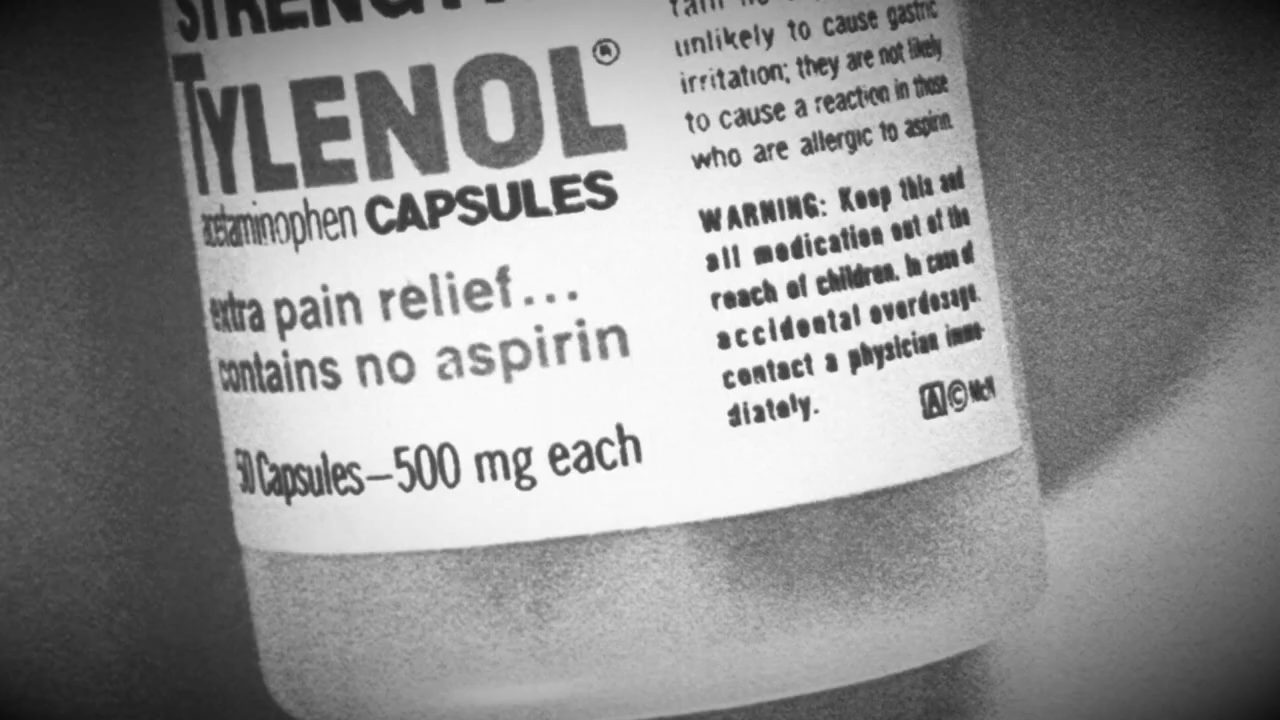 STRENGTH
TYLENOL®
acetaminophen CAPSULES
extra pain relief...
contains no aspirin
50 Capsules–500 mg each
unlikely to cause gastric
irritation; they are not likely
to cause a reaction in those
who are allergic to aspirin.
WARNING: Keep this and
all medication out of the
reach of children. In case of
accidental overdosage,
contact a physician imme-
diately.
A © McN